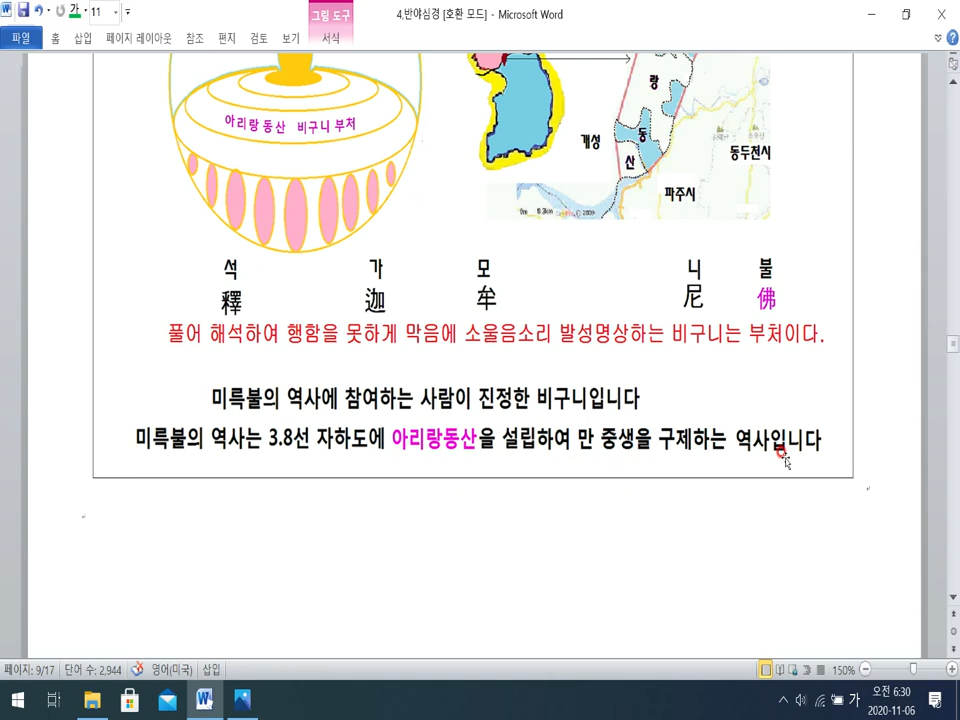 4.반야심경 [호환 모드] - Microsoft Word
그림 도구
가 11
파일 홈 삽입 페이지 레이아웃 참조 편지 검토 보기 서식
아리랑동산 비구니 부처
랑
동
산
개성
동두천시
파주시
0m 8.3km ©2009
석 가 모 니 불
釋 迦 牟 尼 佛
풀어 해석하여 행함을 못하게 막음에 소울음소리 발성명상하는 비구니는 부처이다.
미륵불의 역사에 참여하는 사람이 진정한 비구니입니다
미륵불의 역사는 3.8선 자하도에 아리랑동산을 설립하여 만 중생을 구제하는 역사입니다
페이지: 9/17 단어 수: 2,944 영어(미국) 삽입 150%
가 오전 6:30
2020-11-06